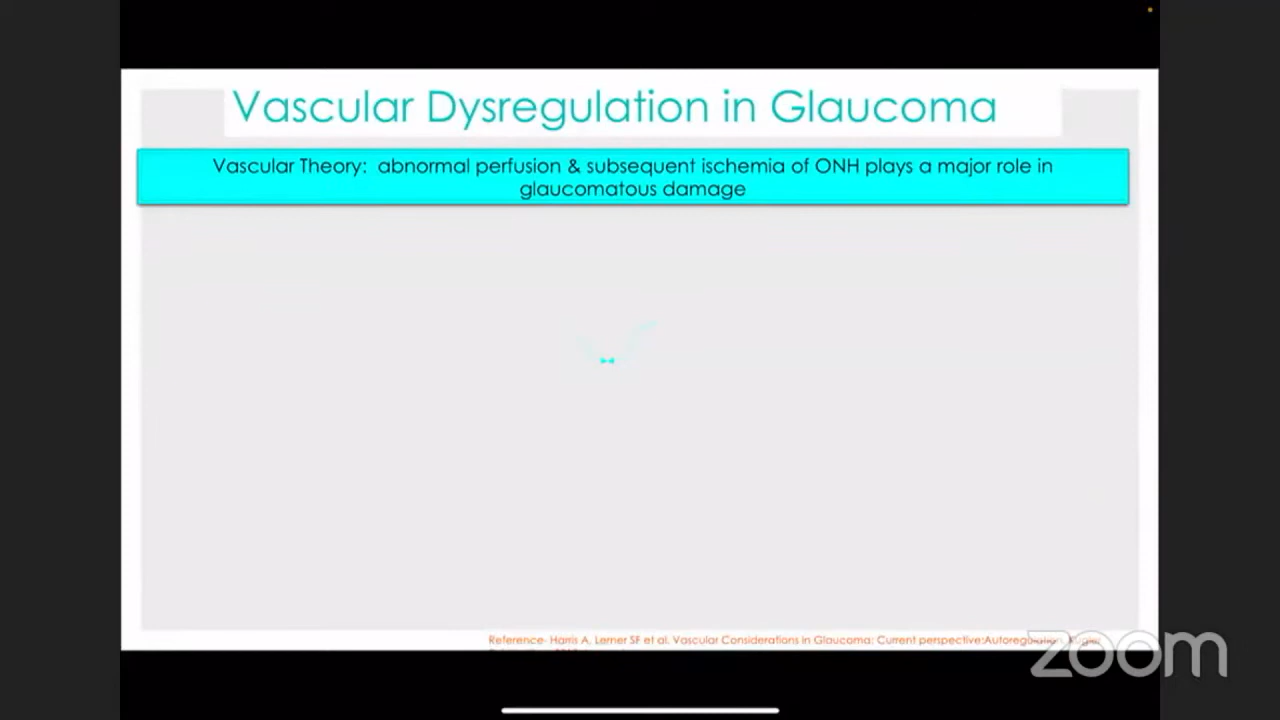 Vascular Dysregulation in Glaucoma
Vascular Theory: abnormal perfusion & subsequent ischemia of ONH plays a major role in
glaucomatous damage
Reference- Harris A, Lerner SF et al. Vascular Considerations in Glaucoma: Current perspective:Autoregulation. Kugler
zoom